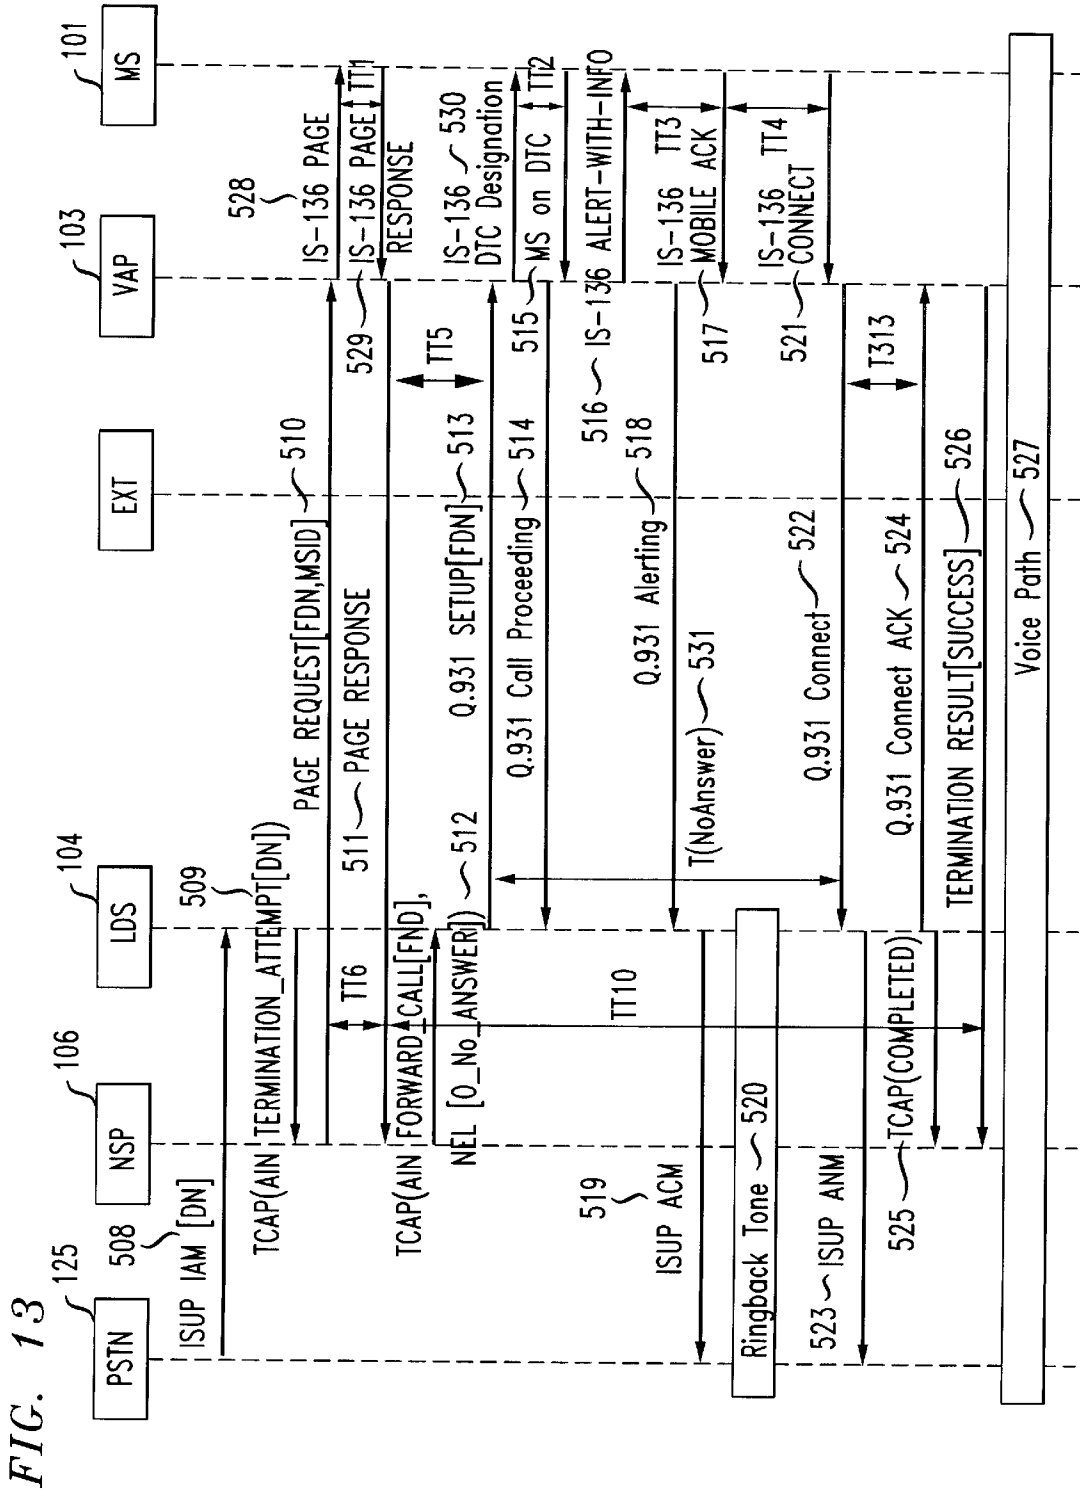 FIG. 13
PSTN
125
NSP
106
LDS
104
EXT
VAP
103
MS
101
508
ISUP IAM [DN]
509
TCAP(AIN TERMINATION_ATTEMPT[DN])
PAGE REQUEST[FDN,MSID]
510
528
IS-136 PAGE
TT6
511
PAGE RESPONSE
529
IS-136 PAGE
RESPONSE
TT1
TCAP(AIN FORWARD_CALL[FND],
NEL [O_No_ANSWER])
512
TT5
Q.931 SETUP[FDN]
513
IS-136
530
DTC Designation
Q.931 Call Proceeding
514
515
MS on DTC
TT2
516
IS-136 ALERT-WITH-INFO
TT10
Q.931 Alerting
518
517
IS-136
MOBILE ACK
TT3
519
ISUP ACM
T(NoAnswer)
531
Ringback Tone
520
521
IS-136
CONNECT
TT4
Q.931 Connect
522
523
ISUP ANM
T313
Q.931 Connect ACK
524
525
TCAP(COMPLETED)
TERMINATION RESULT[SUCCESS]
526
Voice Path
527